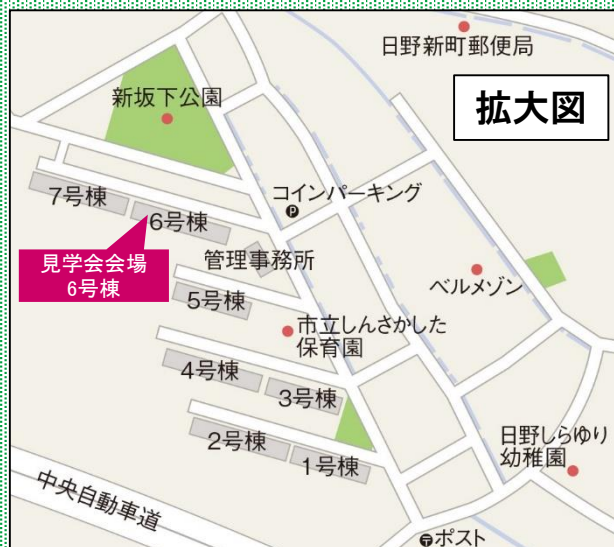 日野新町郵便局
拡大図
新坂下公園
コインパーキング
P
7号棟
6号棟
見学会会場
6号棟
管理事務所
ベルメゾン
5号棟
市立しんさかした
保育園
4号棟
3号棟
2号棟
1号棟
日野しらゆり
幼稚園
中央自動車道
〒ポスト